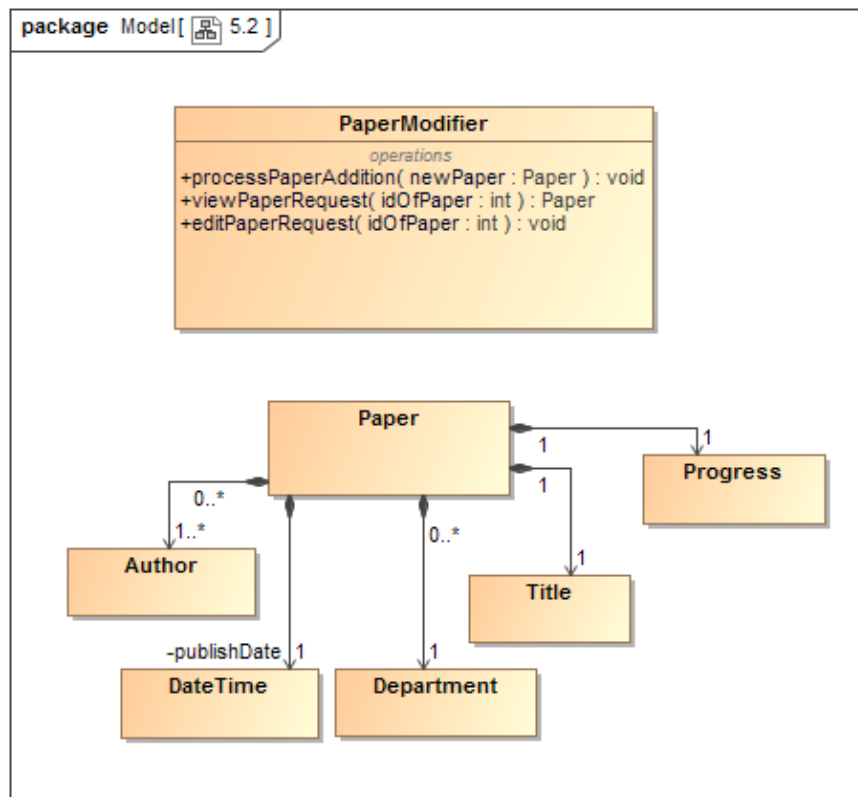 package Model[ 5.2 ]
PaperModifier
operations
+processPaperAddition( newPaper : Paper ) : void
+viewPaperRequest( idOfPaper : int ) : Paper
+editPaperRequest( idOfPaper : int ) : void
Paper
1
1
Progress
1
0..*
0..*
1..*
Author
1
Title
-publishDate
1
1
DateTime
Department